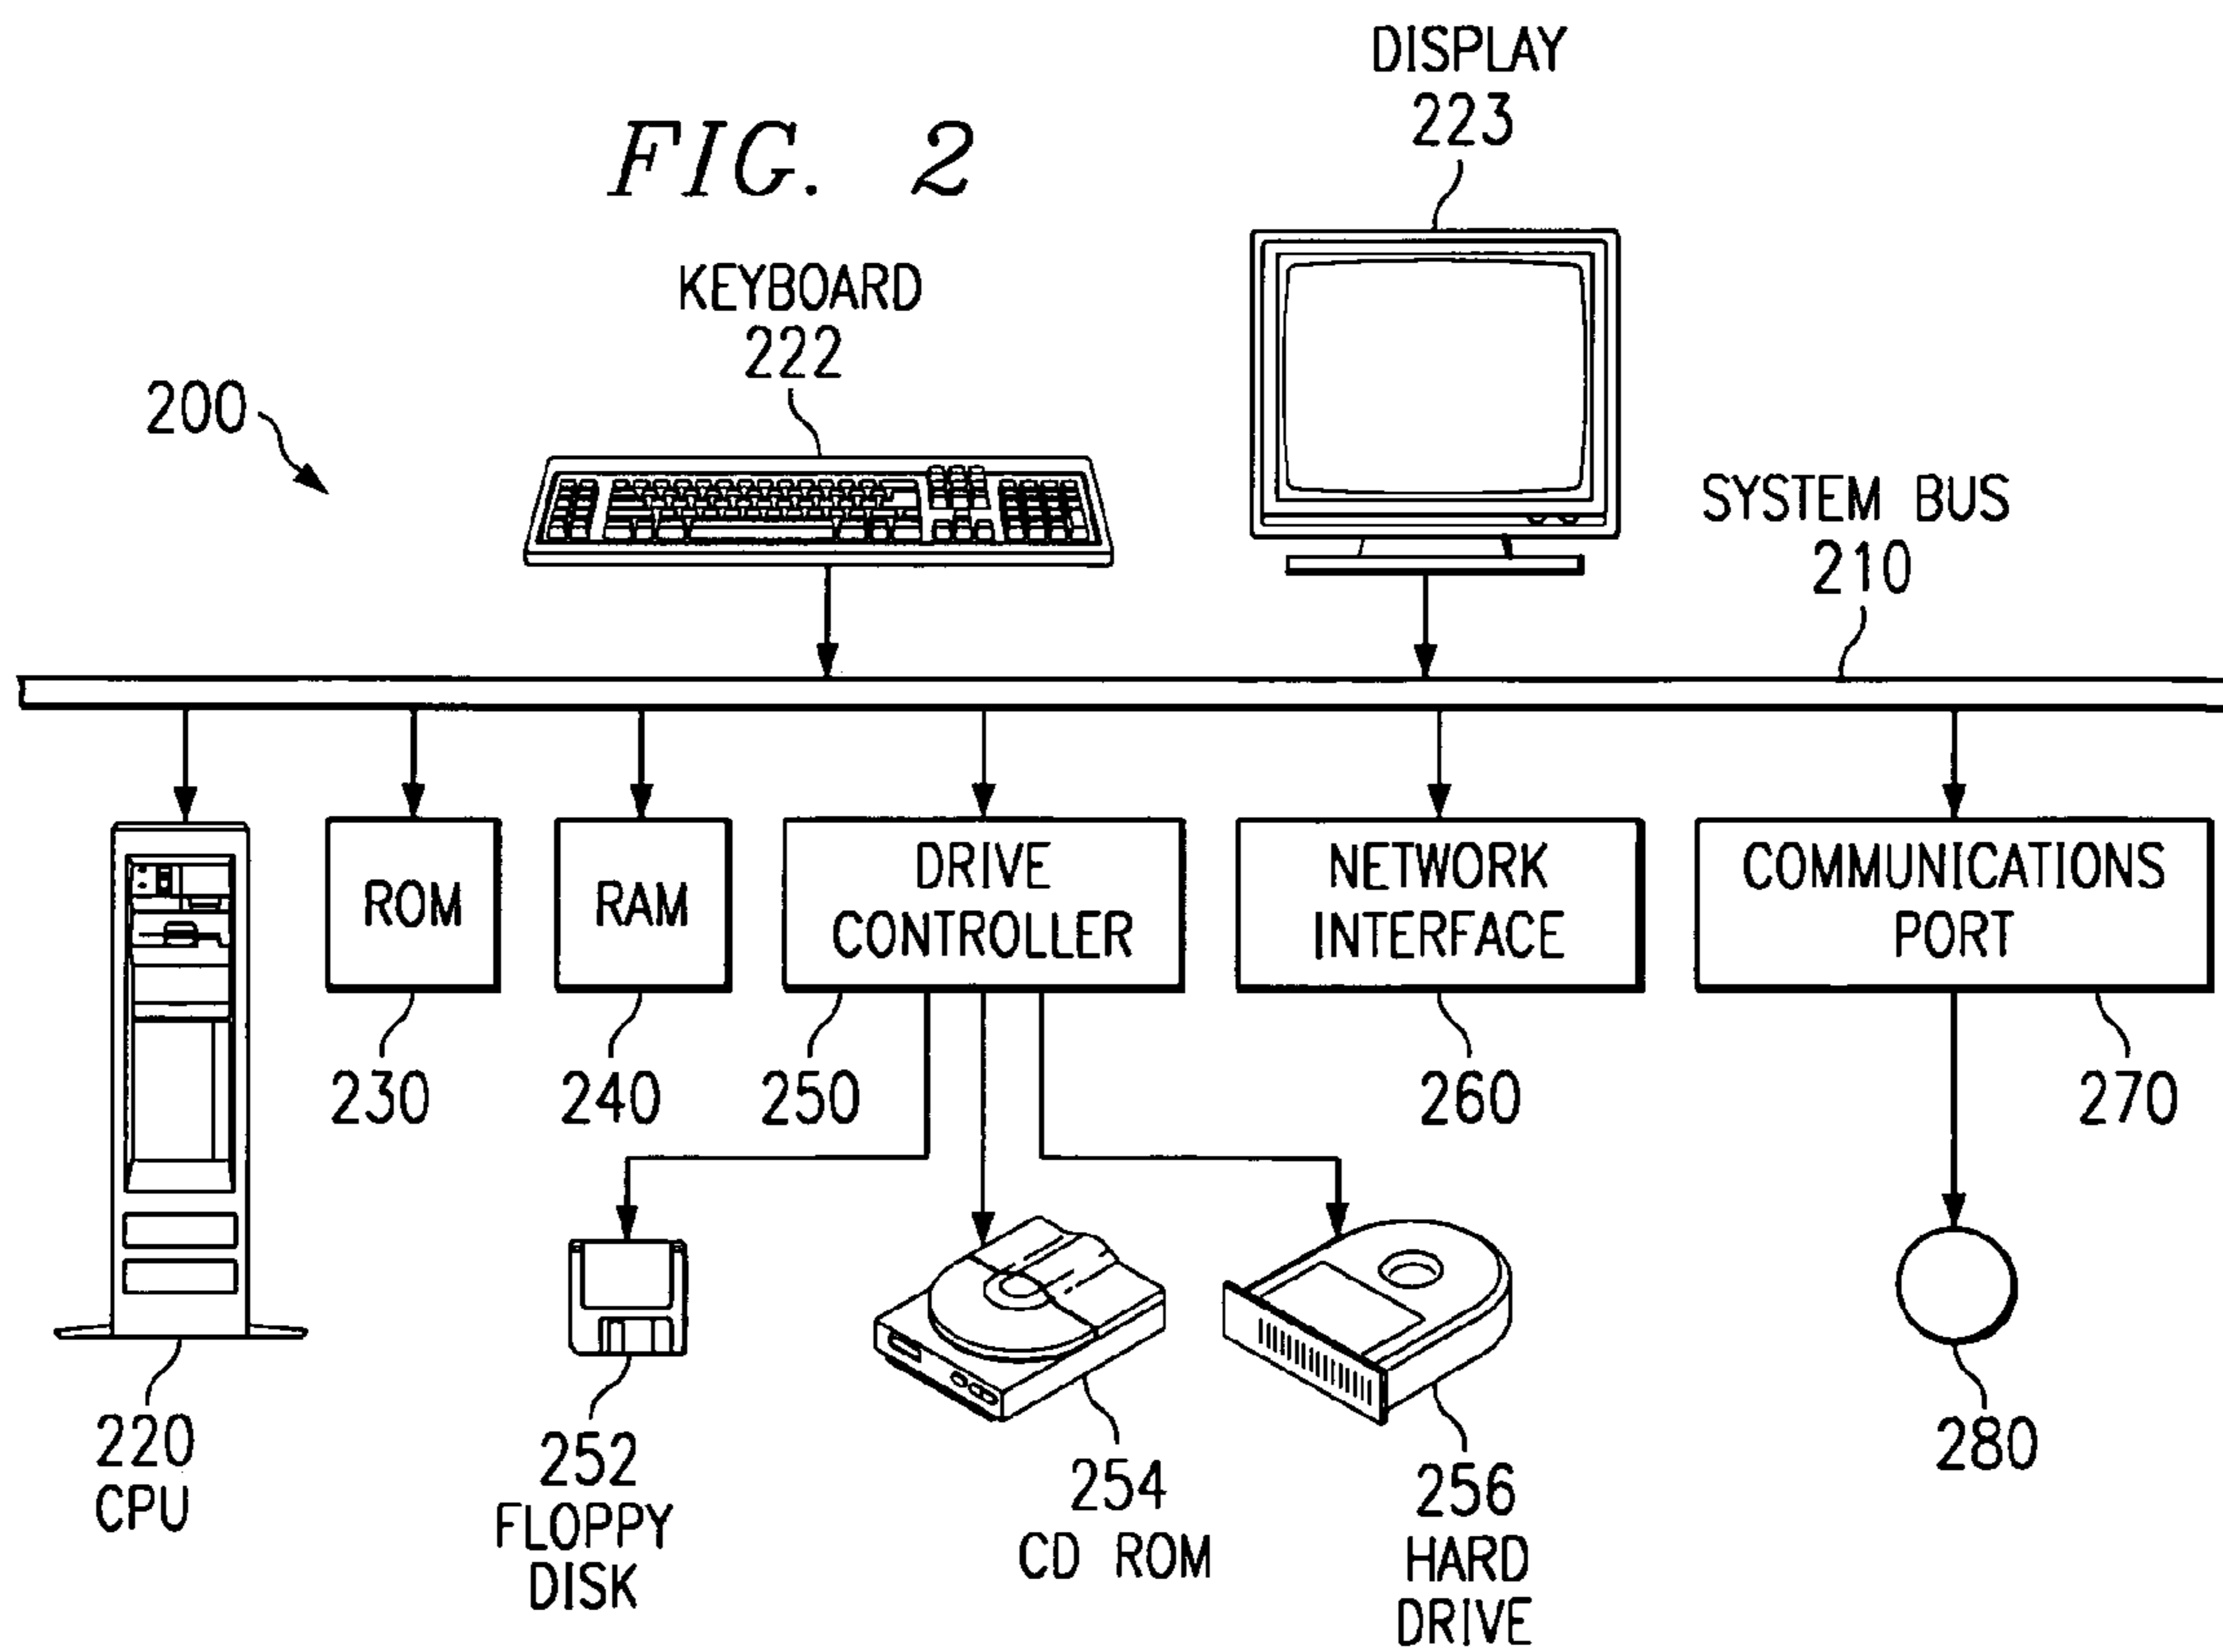 DISPLAY
223
FIG. 2
KEYBOARD
222
200
SYSTEM BUS
210
ROM
RAM
DRIVE
CONTROLLER
NETWORK
INTERFACE
COMMUNICATIONS
PORT
230
240
250
260
270
220
CPU
252
FLOPPY
DISK
254
CD ROM
256
HARD
DRIVE
280